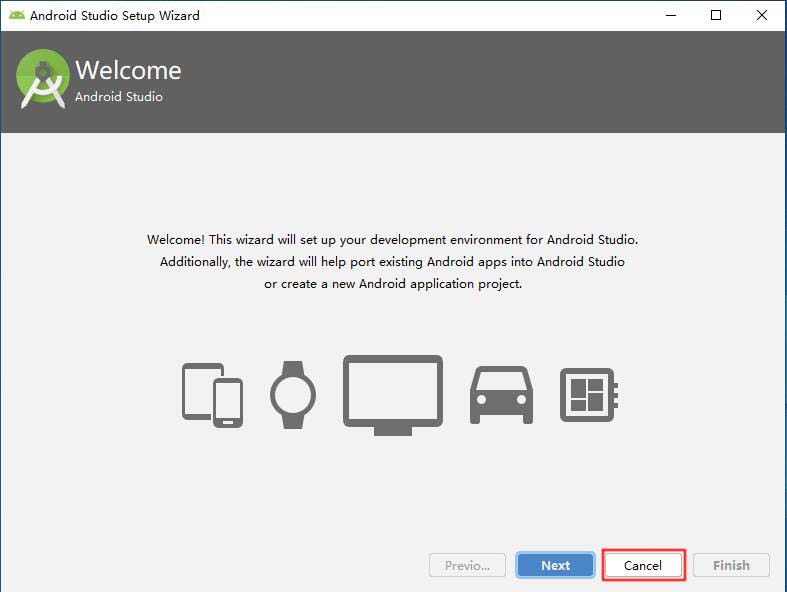 Android Studio Setup Wizard
Welcome
Android Studio
Welcome! This wizard will set up your development environment for Android Studio.
Additionally, the wizard will help port existing Android apps into Android Studio
or create a new Android application project.
Previo... Next Cancel Finish